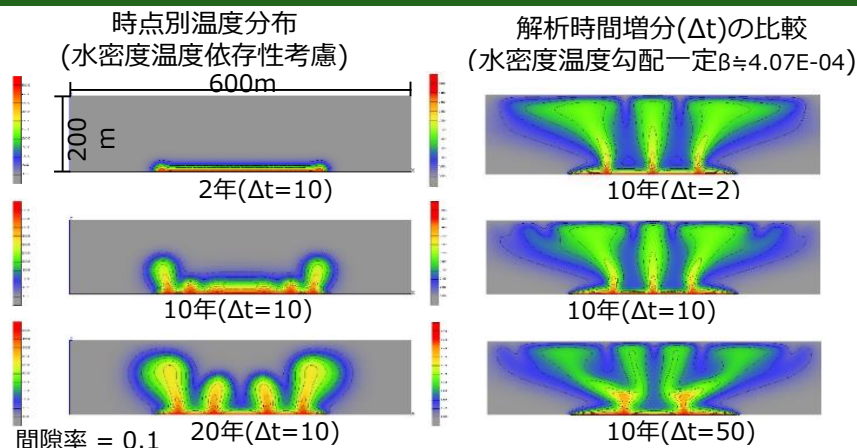 時点別温度分布
(水密度温度依存性考慮)
600m
200
m
2年(Δt=10)
10年(Δt=10)
20年(Δt=10)
間隙率 = 0.1
解析時間増分(Δt)の比較
(水密度温度勾配一定β≒4.07E-04)
10年(Δt=2)
10年(Δt=10)
10年(Δt=50)